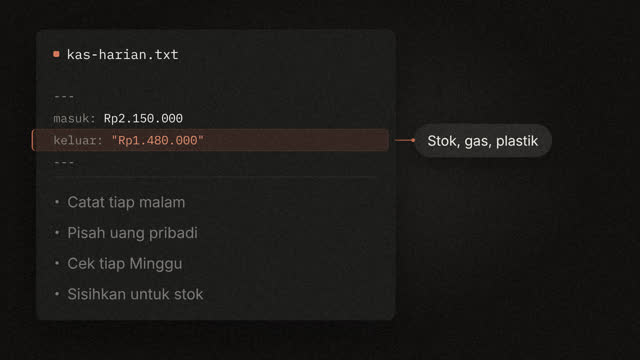 kas-harian.txt
---
masuk: Rp2.150.000
keluar: "Rp1.480.000"
Stok, gas, plastik
---
• Catat tiap malam
• Pisah uang pribadi
• Cek tiap Minggu
• Sisihkan untuk stok